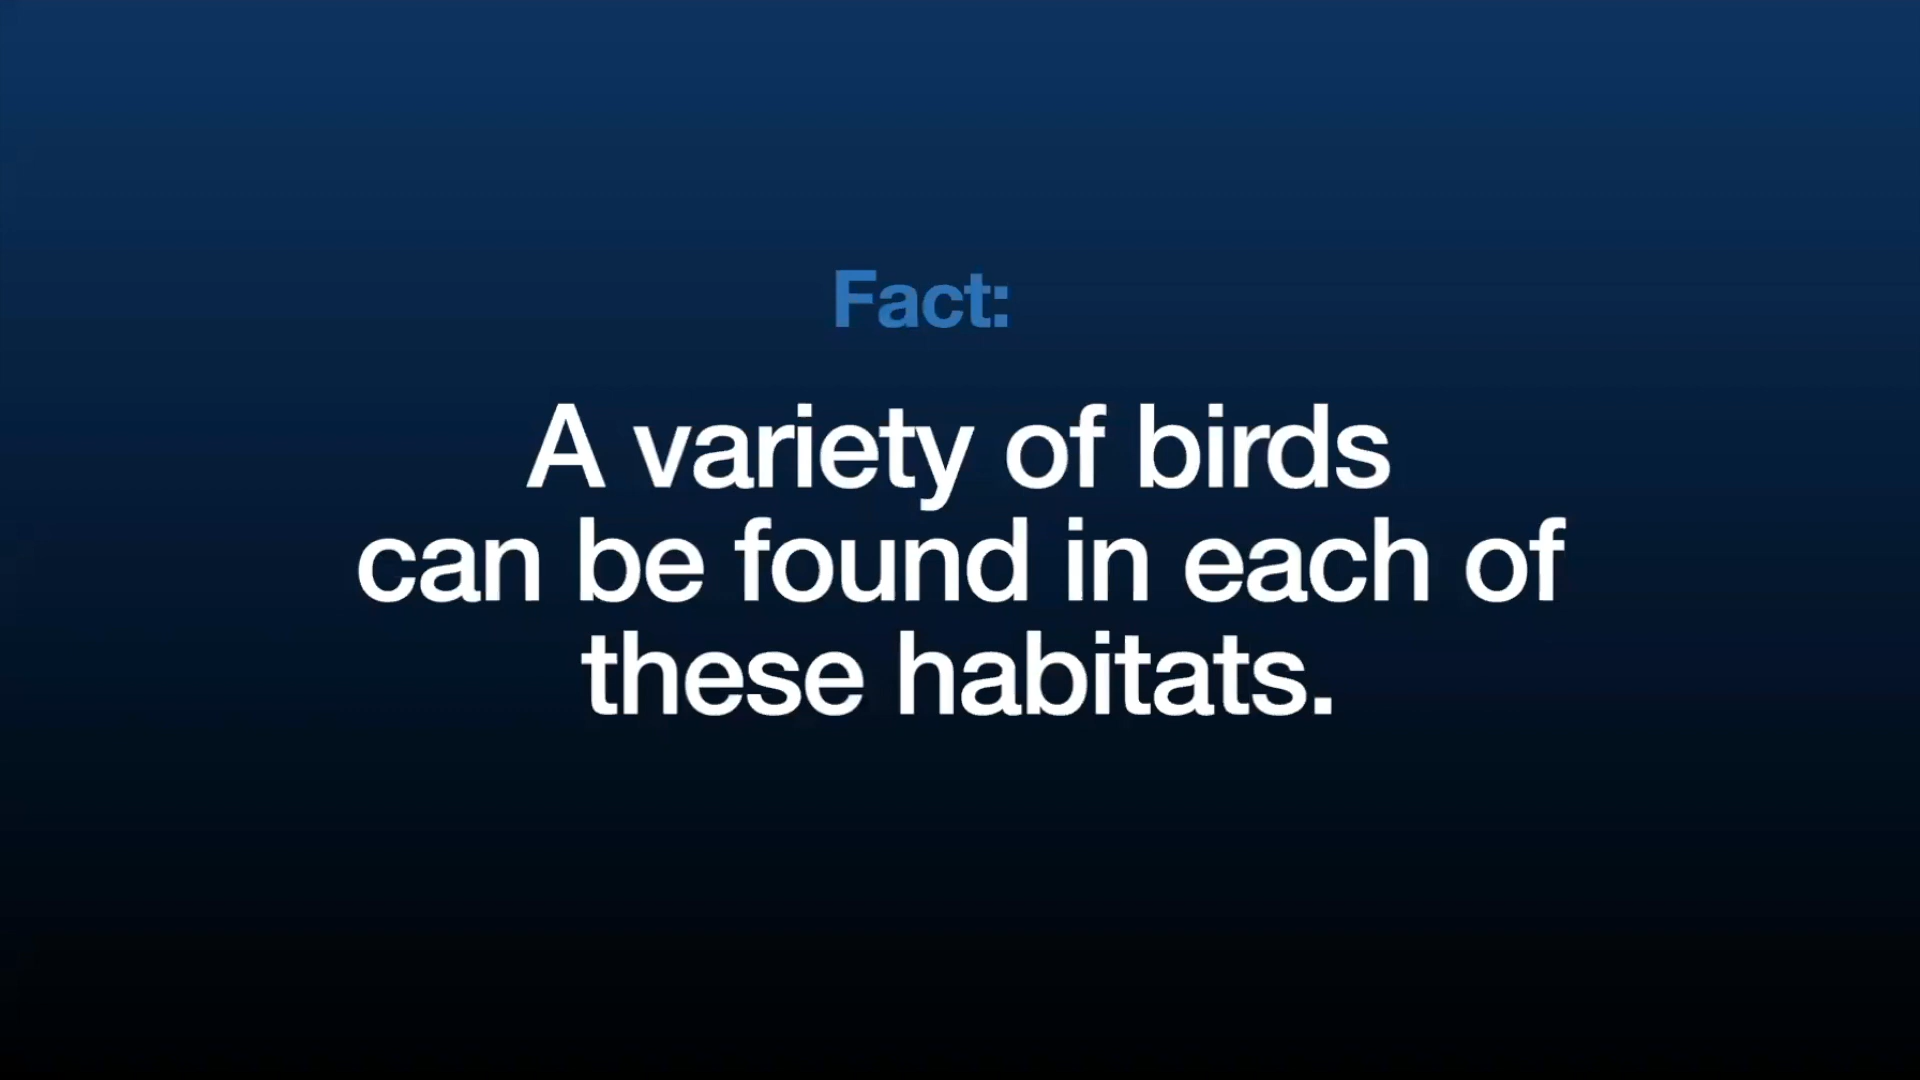 Fact:
A variety of birds
can be found in each of
these habitats.